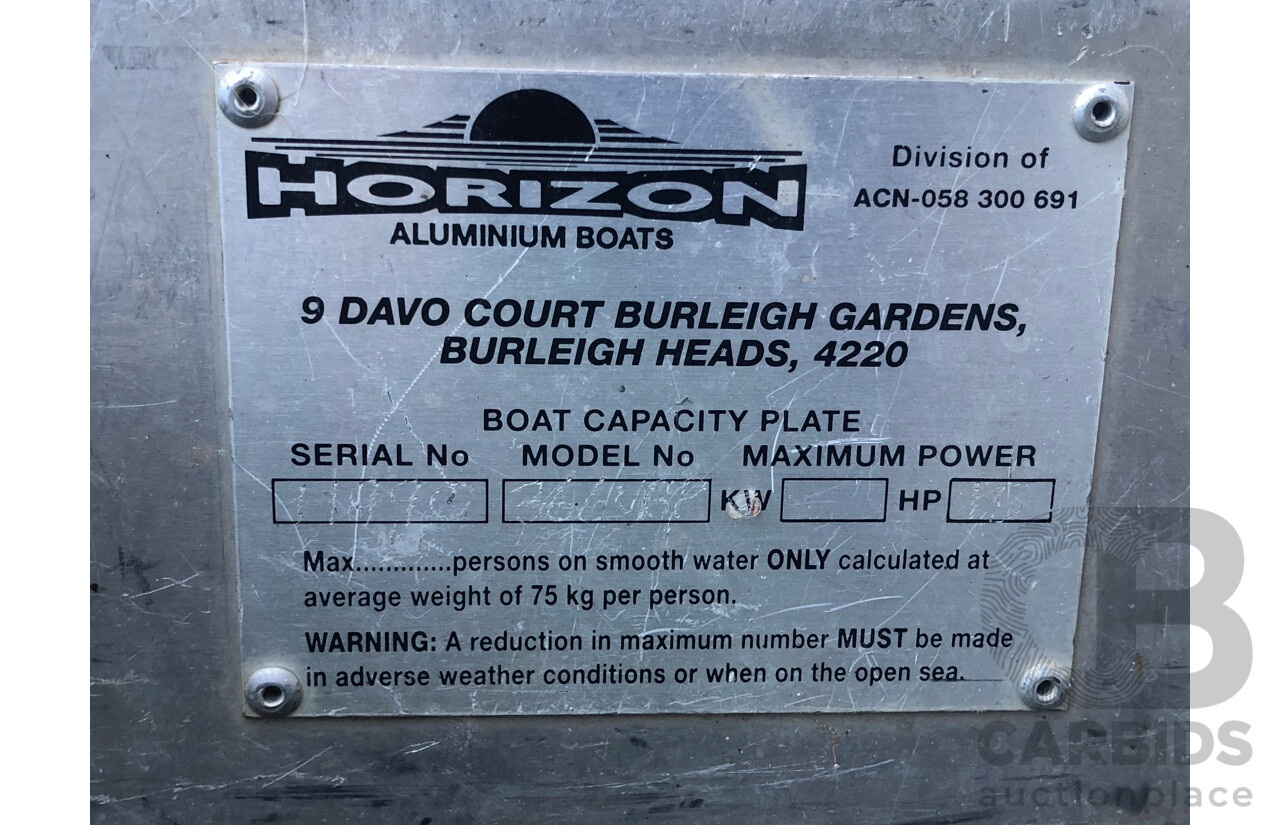 HORIZON
ALUMINIUM BOATS
Division of
ACN-058 300 691
9 DAVO COURT BURLEIGH GARDENS,
BURLEIGH HEADS, 4220
BOAT CAPACITY PLATE
SERIAL No MODEL No MAXIMUM POWER
KW HP
Max.............persons on smooth water ONLY calculated at
average weight of 75 kg per person.
WARNING: A reduction in maximum number MUST be made
in adverse weather conditions or when on the open sea.
CB
CARBIDS
auctionplace